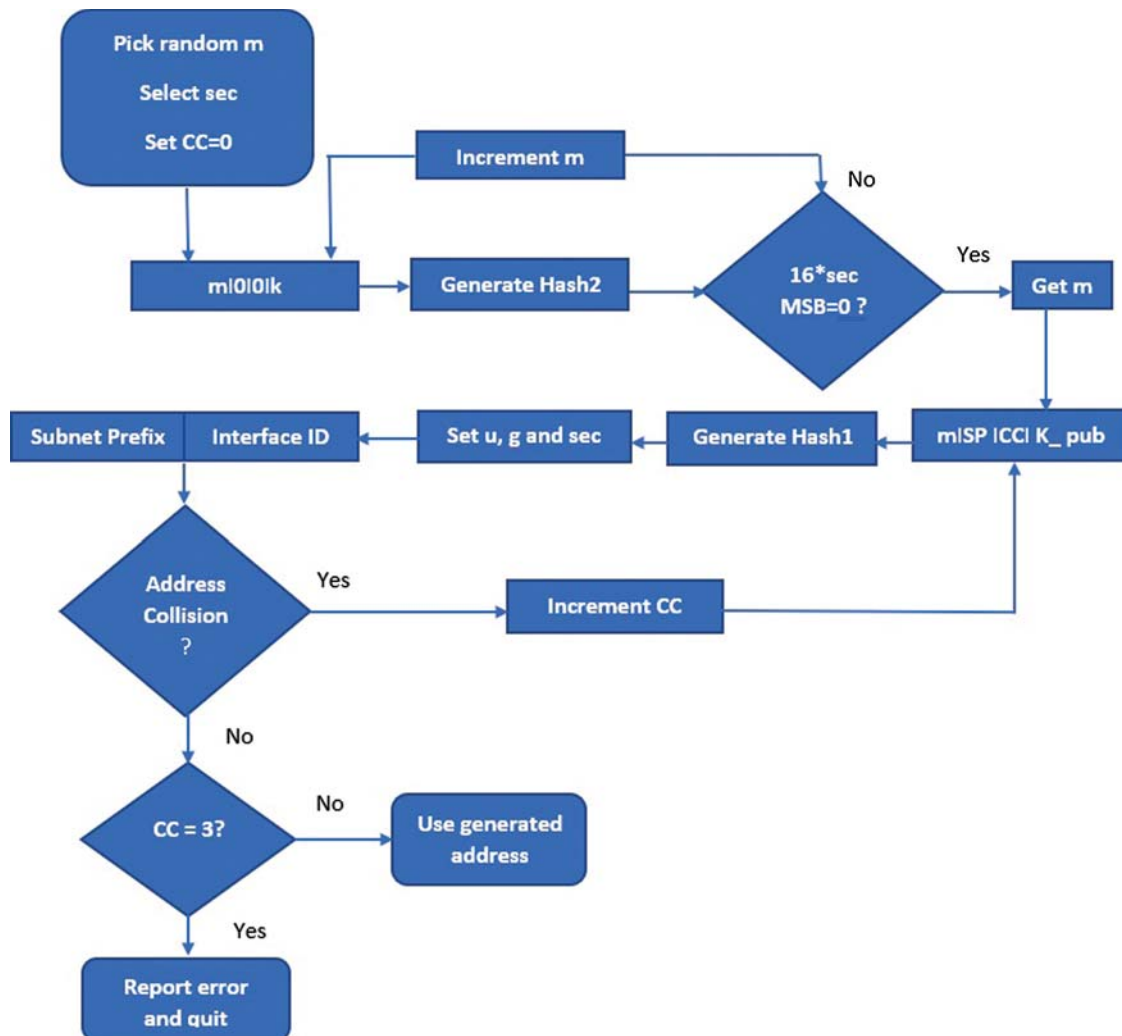 Pick random m
Select sec
Set CC=0
Increment m
No
m|0|0|k
Generate Hash2
16*sec
MSB=0 ?
Yes
Get m
Subnet Prefix
Interface ID
Set u, g and sec
Generate Hash1
m|SP |CC| K_ pub
Address
Collision
?
Yes
Increment CC
No
CC = 3?
No
Use generated
address
Yes
Report error
and quit